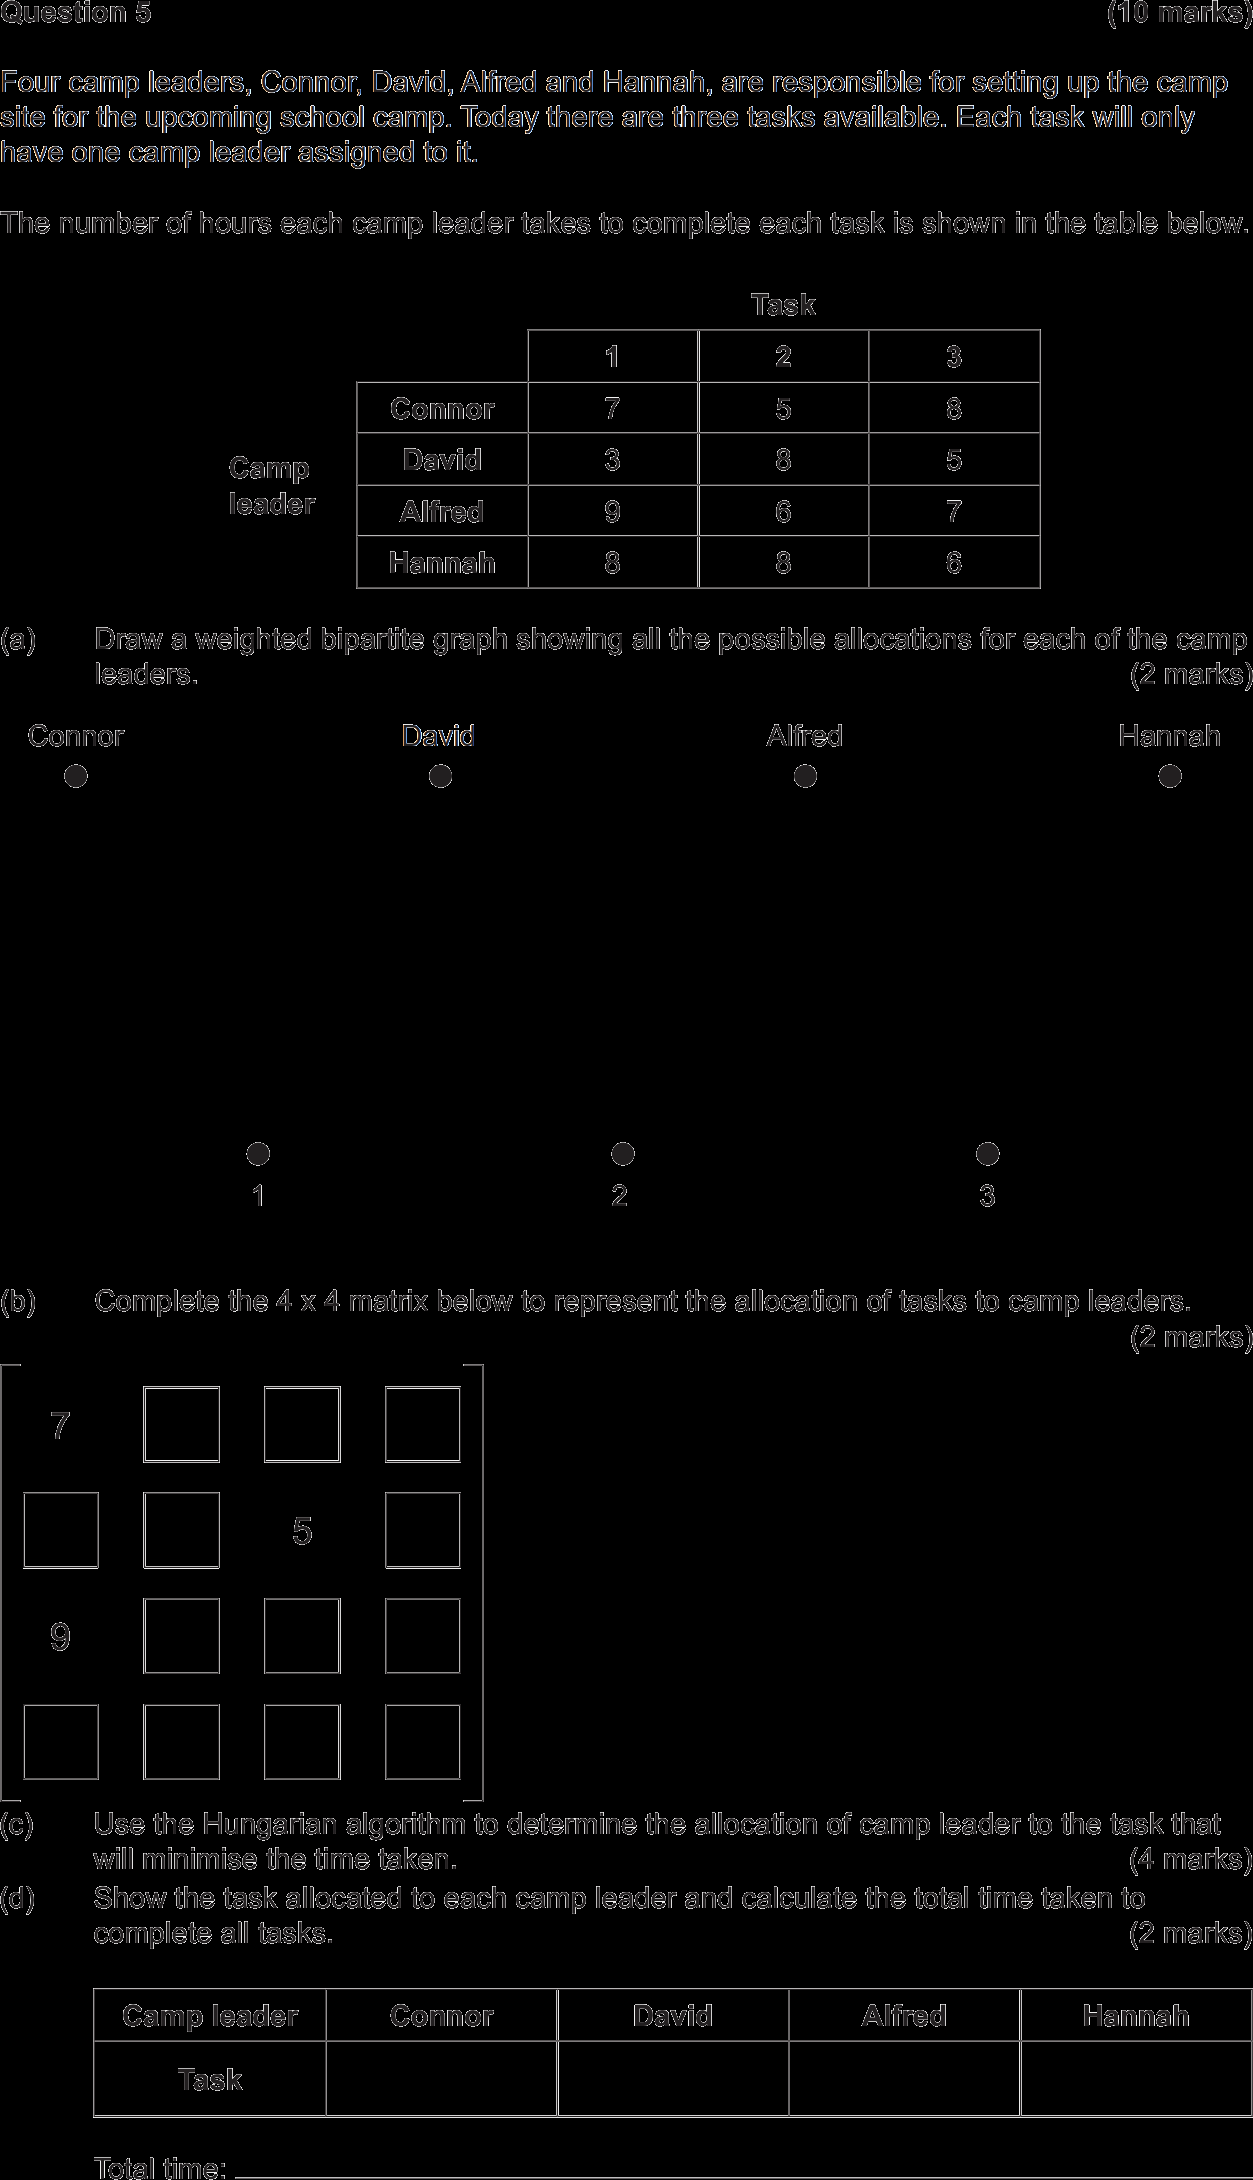 Question 5 (10 marks)
Four camp leaders, Connor, David, Alfred and Hannah, are responsible for setting up the camp
site for the upcoming school camp. Today there are three tasks available. Each task will only
have one camp leader assigned to it.
The number of hours each camp leader takes to complete each task is shown in the table below.
Task
1 2 3
Connor 7 5 8
Camp leader
David 3 8 5
Alfred 9 6 7
Hannah 8 8 6
(a) Draw a weighted bipartite graph showing all the possible allocations for each of the camp
leaders. (2 marks)
Connor David Alfred Hannah
1 2 3
(b) Complete the 4 x 4 matrix below to represent the allocation of tasks to camp leaders.
(2 marks)
7
5
9
(c) Use the Hungarian algorithm to determine the allocation of camp leader to the task that
will minimise the time taken. (4 marks)
(d) Show the task allocated to each camp leader and calculate the total time taken to
complete all tasks. (2 marks)
Camp leader Connor David Alfred Hannah
Task
Total time: